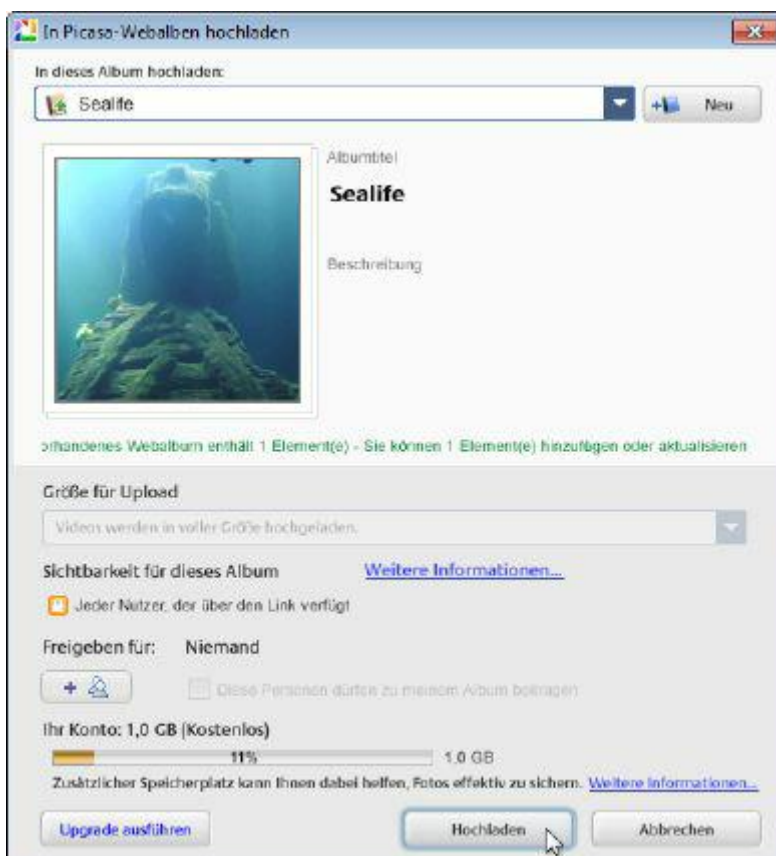 In Picasa-Webalben hochladen
In dieses Album hochladen:
Sealife
Neu
Albumtitel
Sealife
Beschreibung
orhandenes Webalbum enthält 1 Element(e) - Sie können 1 Element(e) hinzufügen oder aktualisieren
Größe für Upload
Videos werden in voller Größe hochgeladen.
Sichtbarkeit für dieses Album Weitere Informationen...
Jeder Nutzer, der über den Link verfügt
Freigeben für: Niemand
Diese Personen dürfen zu meinem Album beitragen
Ihr Konto: 1,0 GB (Kostenlos)
11% 1.0 GB
Zusätzlicher Speicherplatz kann Ihnen dabei helfen, Fotos effektiv zu sichern. Weitere Informationen...
Upgrade ausführen Hochladen Abbrechen